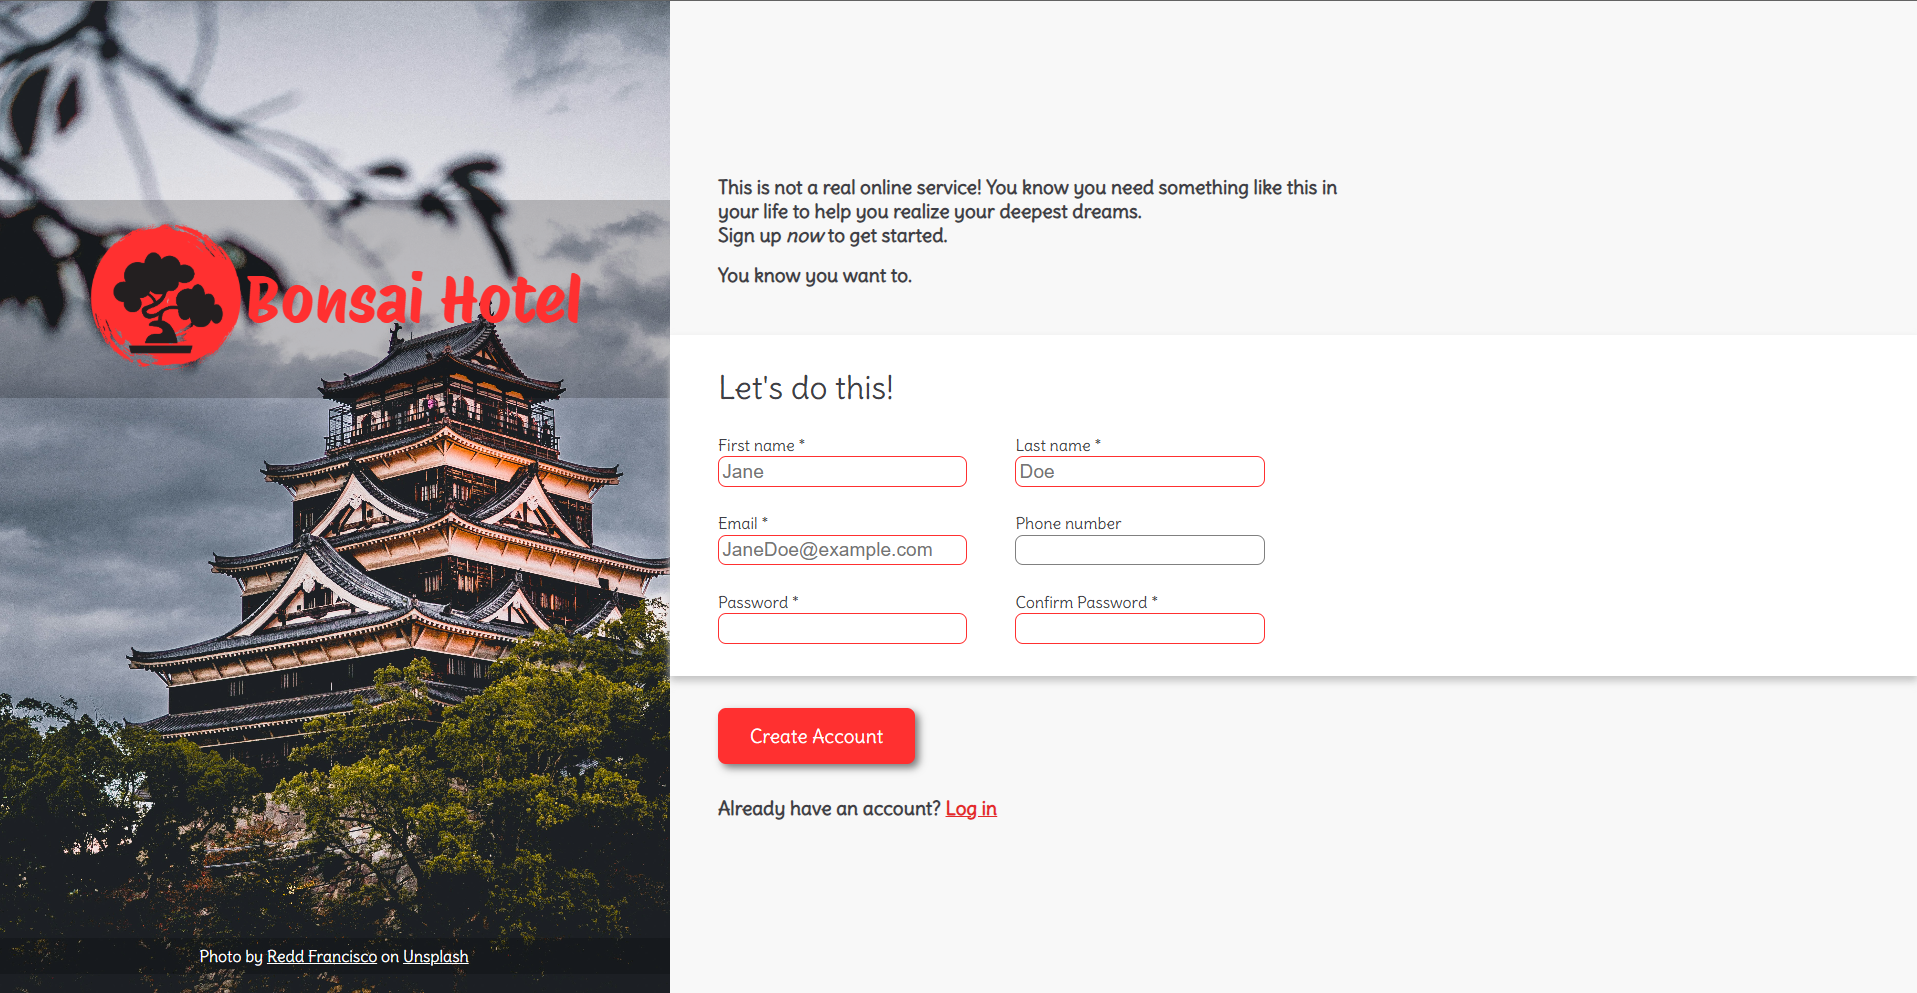 Bonsai Hotel
Photo by Redd Francisco on Unsplash
This is not a real online service! You know you need something like this in
your life to help you realize your deepest dreams.
Sign up now to get started.
You know you want to.
Let's do this!
First name *
Jane
Last name *
Doe
Email *
JaneDoe@example.com
Phone number
Password *
Confirm Password *
Create Account
Already have an account? Log in